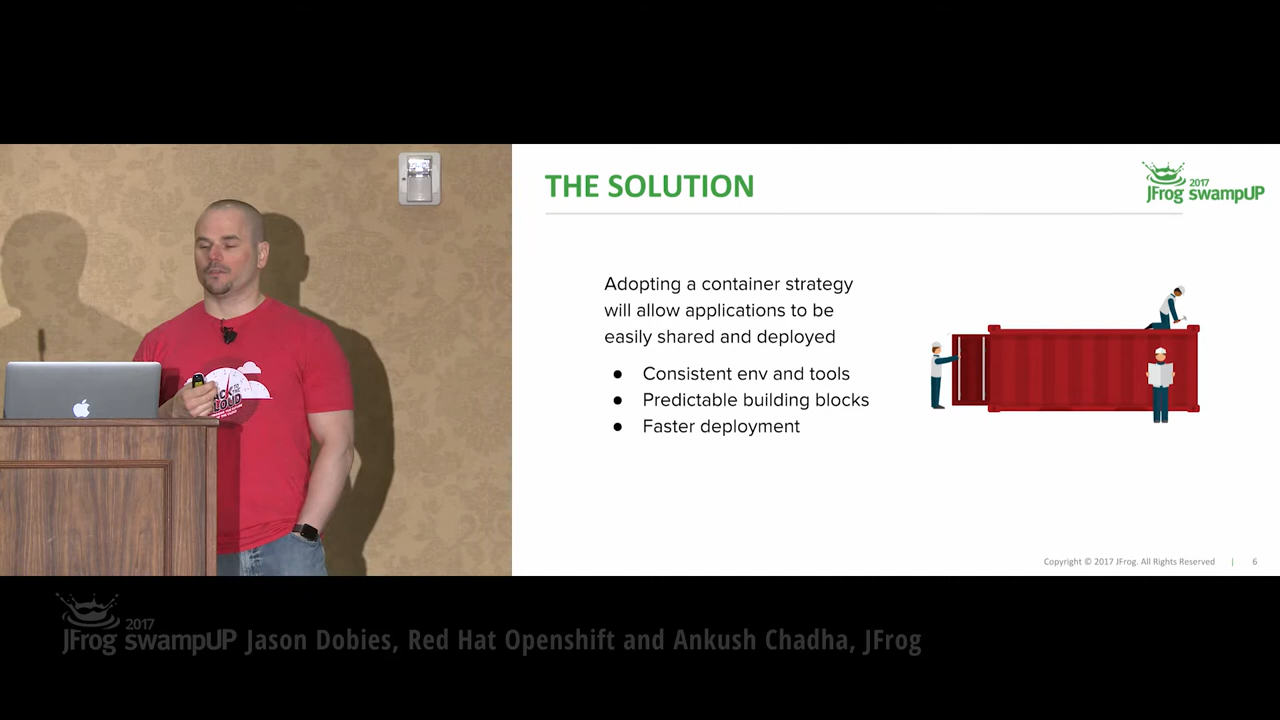 THE SOLUTION
2017
JFrog swampUP
Adopting a container strategy
will allow applications to be
easily shared and deployed
● Consistent env and tools
● Predictable building blocks
● Faster deployment
Copyright © 2017 JFrog. All Rights Reserved | 6
2017
JFrog swampUP Jason Dobies, Red Hat Openshift and Ankush Chadha, JFrog